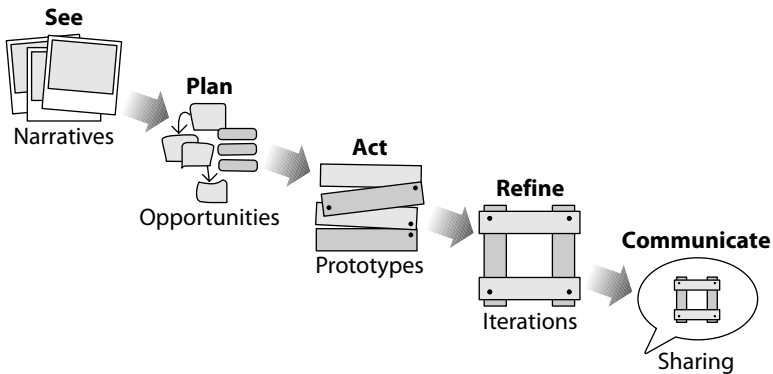 See
Narratives
Plan
Opportunities
Act
Prototypes
Refine
Iterations
Communicate
Sharing